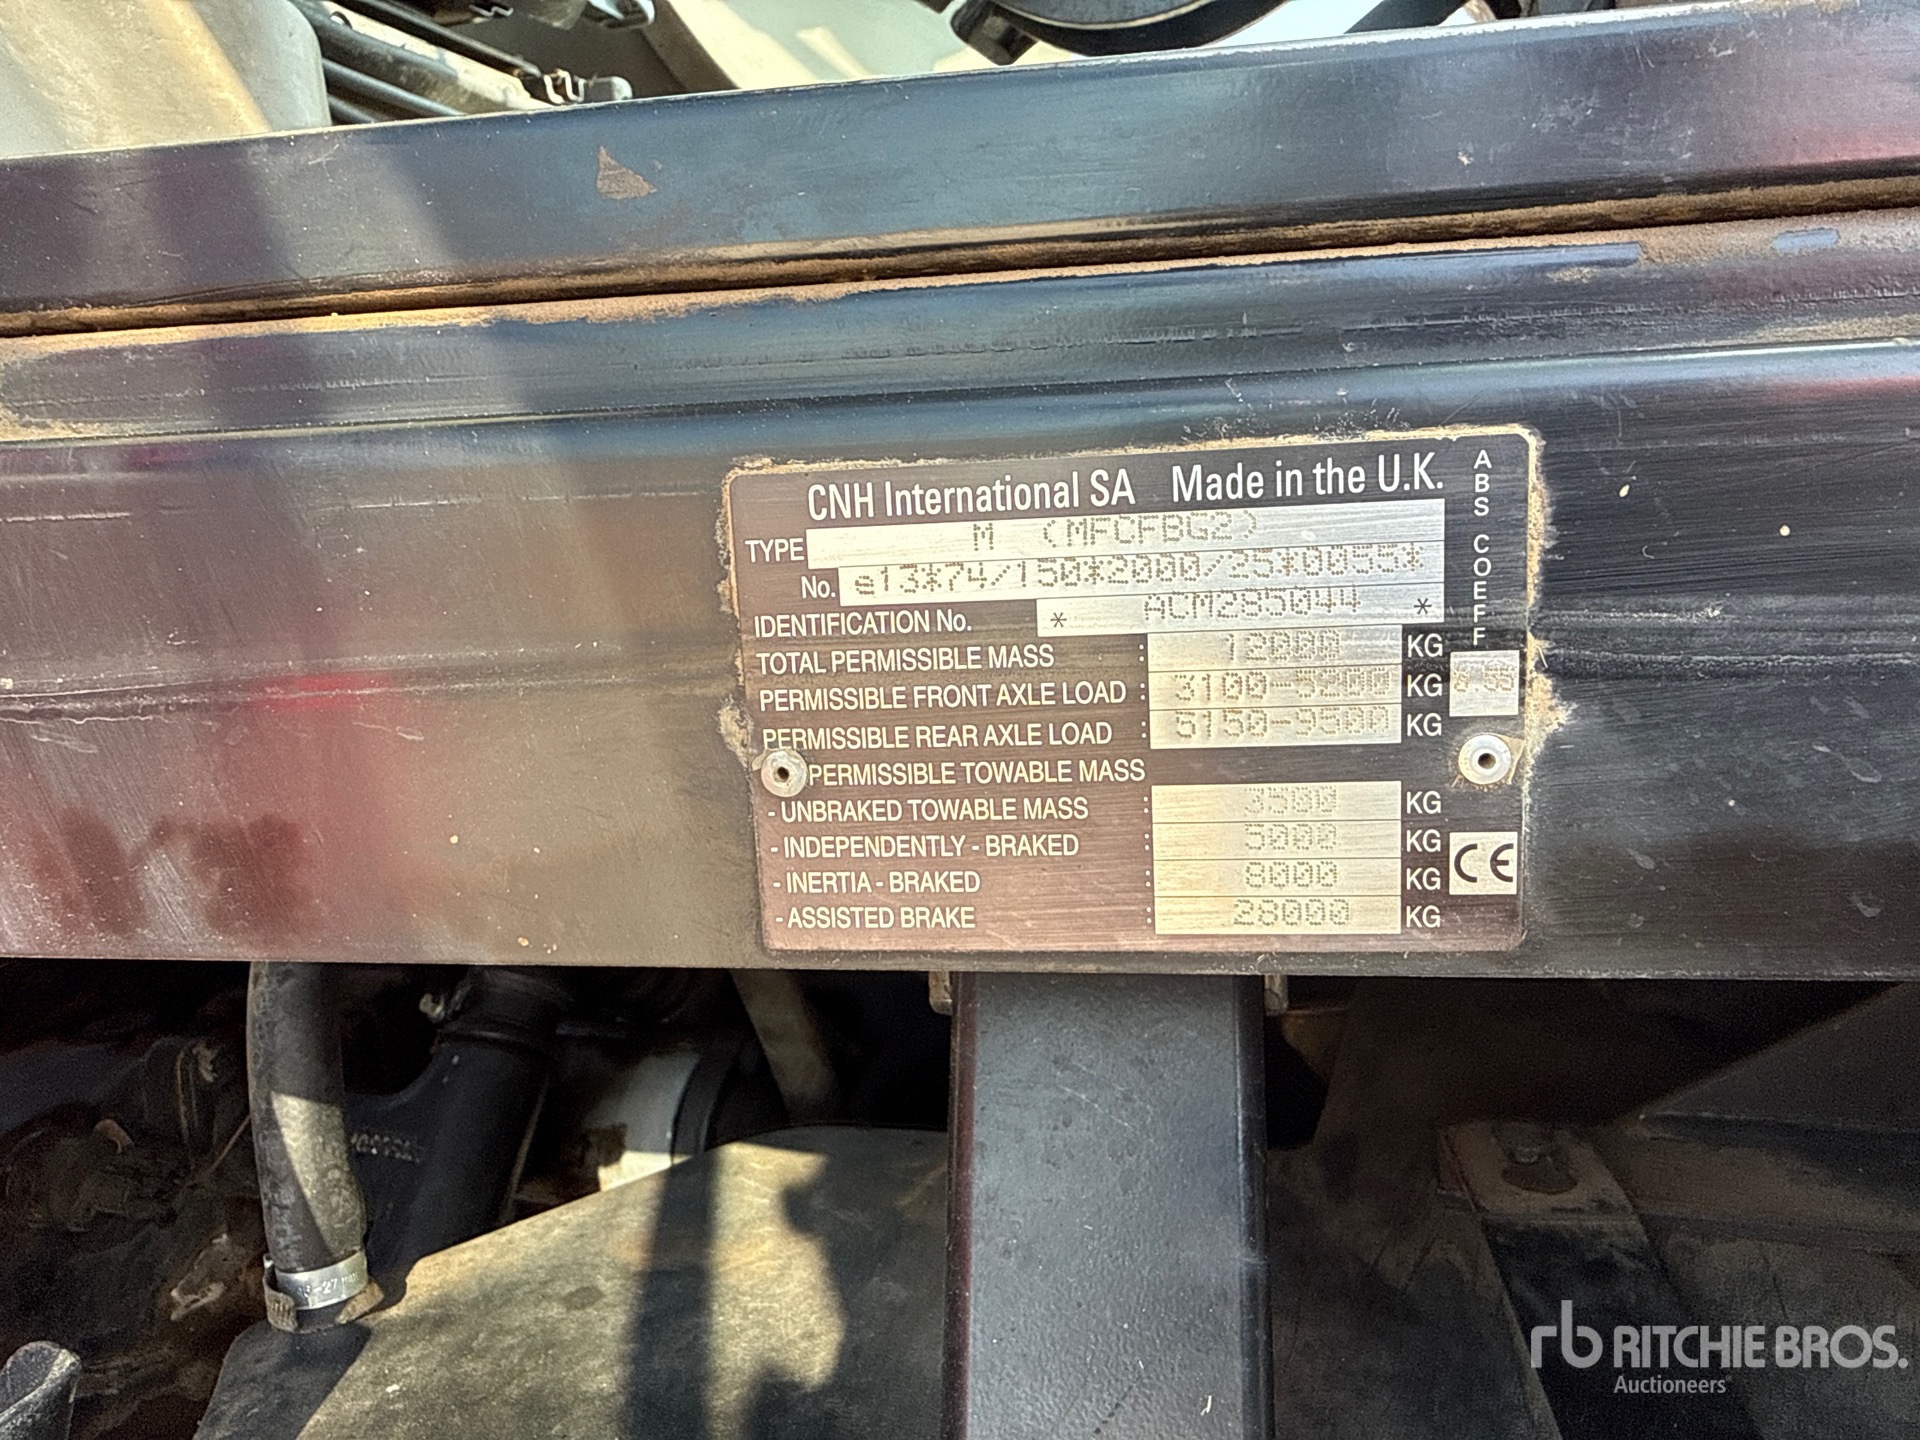 CNH International SA Made in the U.K.
TYPE M (MFCFBG2)
No. e13*74/150*2000/25*0055*
IDENTIFICATION No. * ACM285044 *
TOTAL PERMISSIBLE MASS : 12000 KG
PERMISSIBLE FRONT AXLE LOAD : 3100-5200 KG
PERMISSIBLE REAR AXLE LOAD : 5150-9500 KG
PERMISSIBLE TOWABLE MASS
- UNBRAKED TOWABLE MASS : 3500 KG
- INDEPENDENTLY - BRAKED : 5000 KG
- INERTIA - BRAKED : 8000 KG
- ASSISTED BRAKE : 28000 KG
ABS COEFF
CE
rb RITCHIE BROS.
Auctioneers